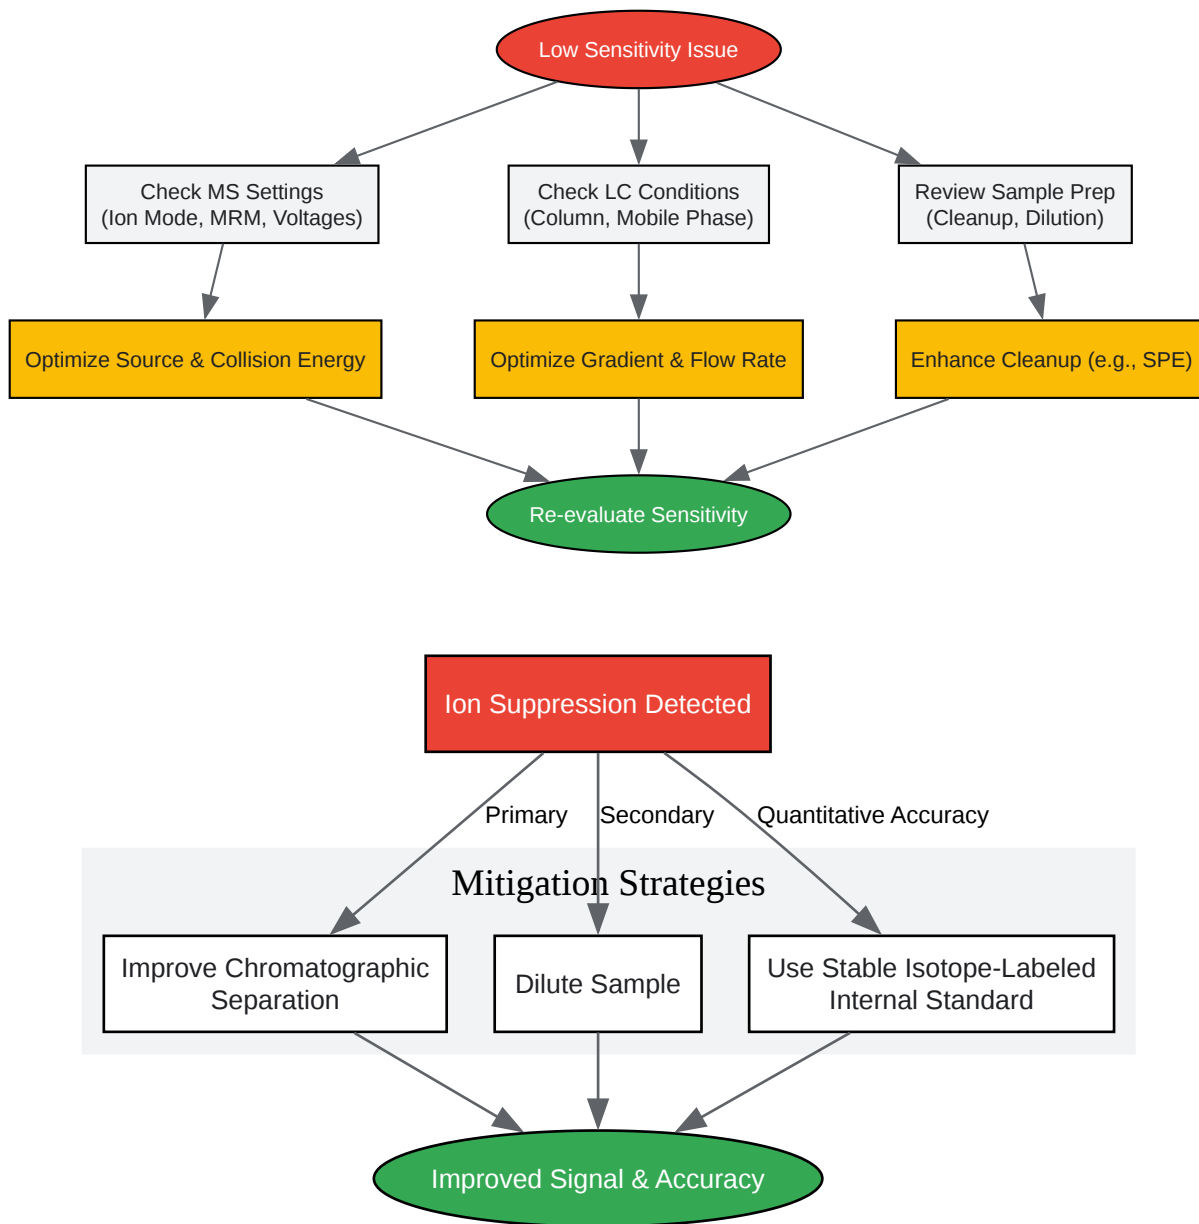 Low Sensitivity Issue
Check MS Settings
(Ion Mode, MRM, Voltages)
Check LC Conditions
(Column, Mobile Phase)
Review Sample Prep
(Cleanup, Dilution)
Optimize Source & Collision Energy
Optimize Gradient & Flow Rate
Enhance Cleanup (e.g., SPE)
Re-evaluate Sensitivity
Ion Suppression Detected
Primary
Secondary
Quantitative Accuracy
Mitigation Strategies
Improve Chromatographic
Separation
Dilute Sample
Use Stable Isotope-Labeled
Internal Standard
Improved Signal & Accuracy